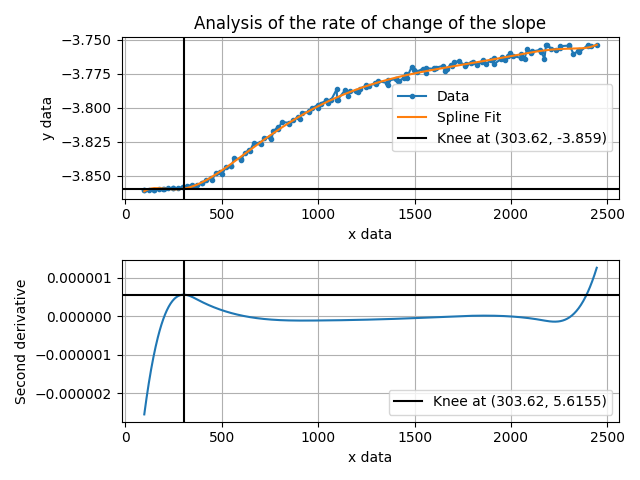 Analysis of the rate of change of the slope
−3.750
−3.775
−3.800
−3.825
−3.850
y data
Data
Spline Fit
Knee at (303.62, -3.859)
0 500 1000 1500 2000 2500
x data
0.000001
0.000000
−0.000001
−0.000002
Second derivative
Knee at (303.62, 5.6155)
0 500 1000 1500 2000 2500
x data